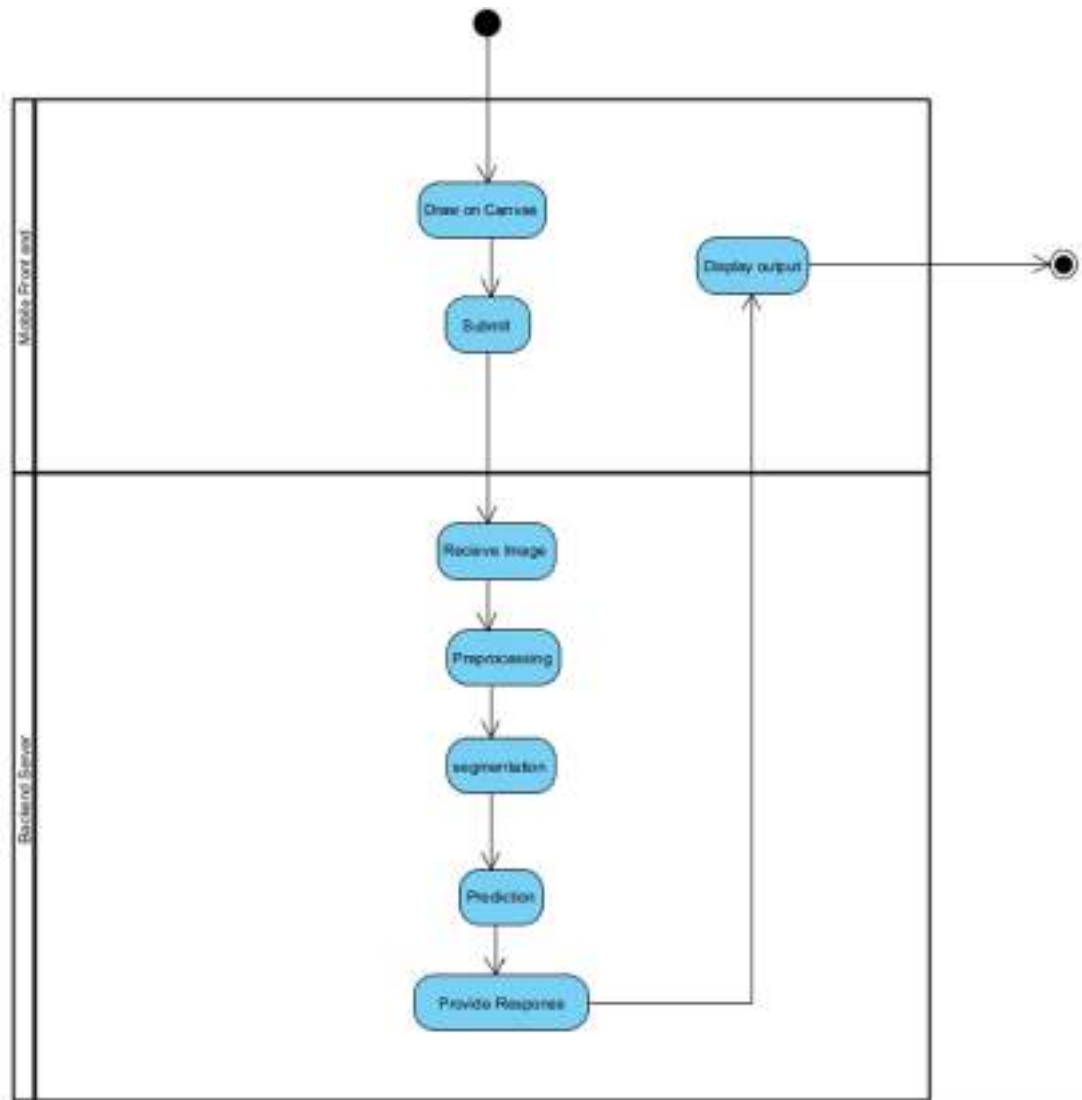 Mobile Front end
Draw on Canvas
Submit
Display output
Backend Server
Recieve Image
Preprocessing
segmentation
Prediction
Provide Response